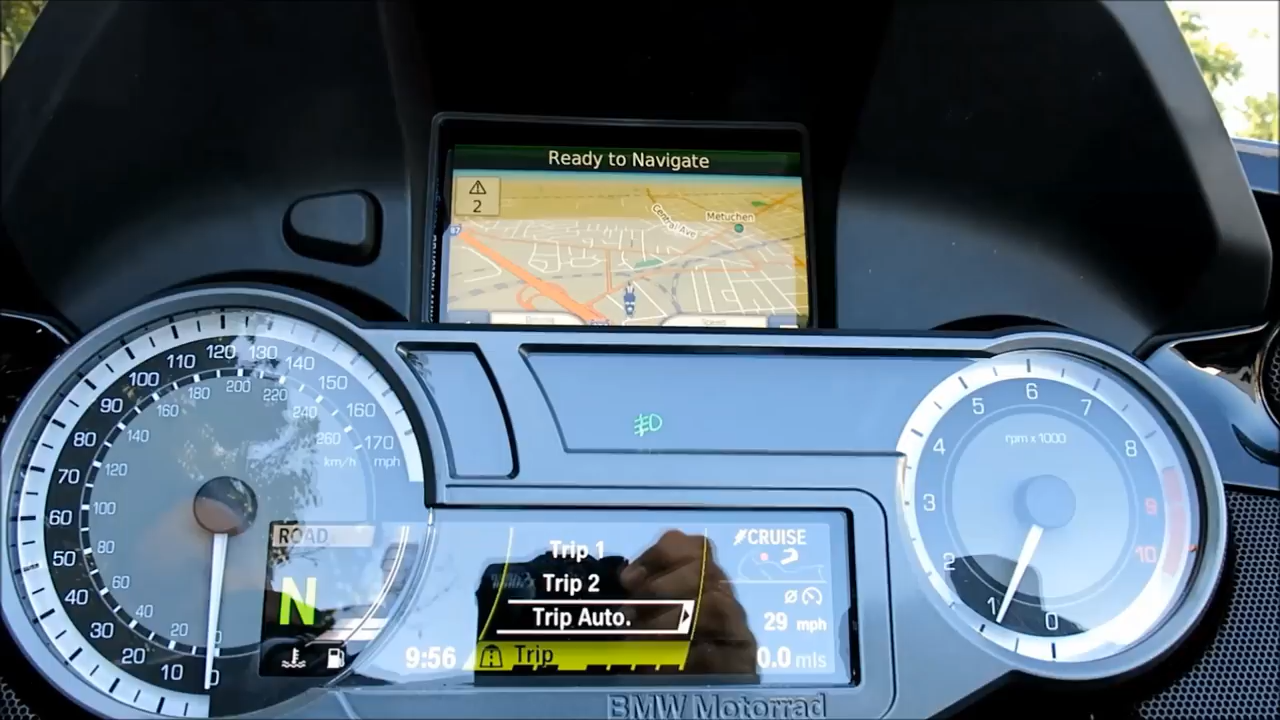 Ready to Navigate
2
Central Ave
Metuchen
87
10
20
30
40
50
60
70
80
90
100
110
120
130
140
150
160
170
mph
0
20
40
60
80
100
120
140
160
180
200
220
240
260
km/h
0
1
2
3
4
5
6
7
8
9
10
rpm x 1000
ROAD
N
9:56
Trip 1
Trip 2
Trip Auto.
Trip
CRUISE
29 mph
0.0 mls
BMW Motorrad